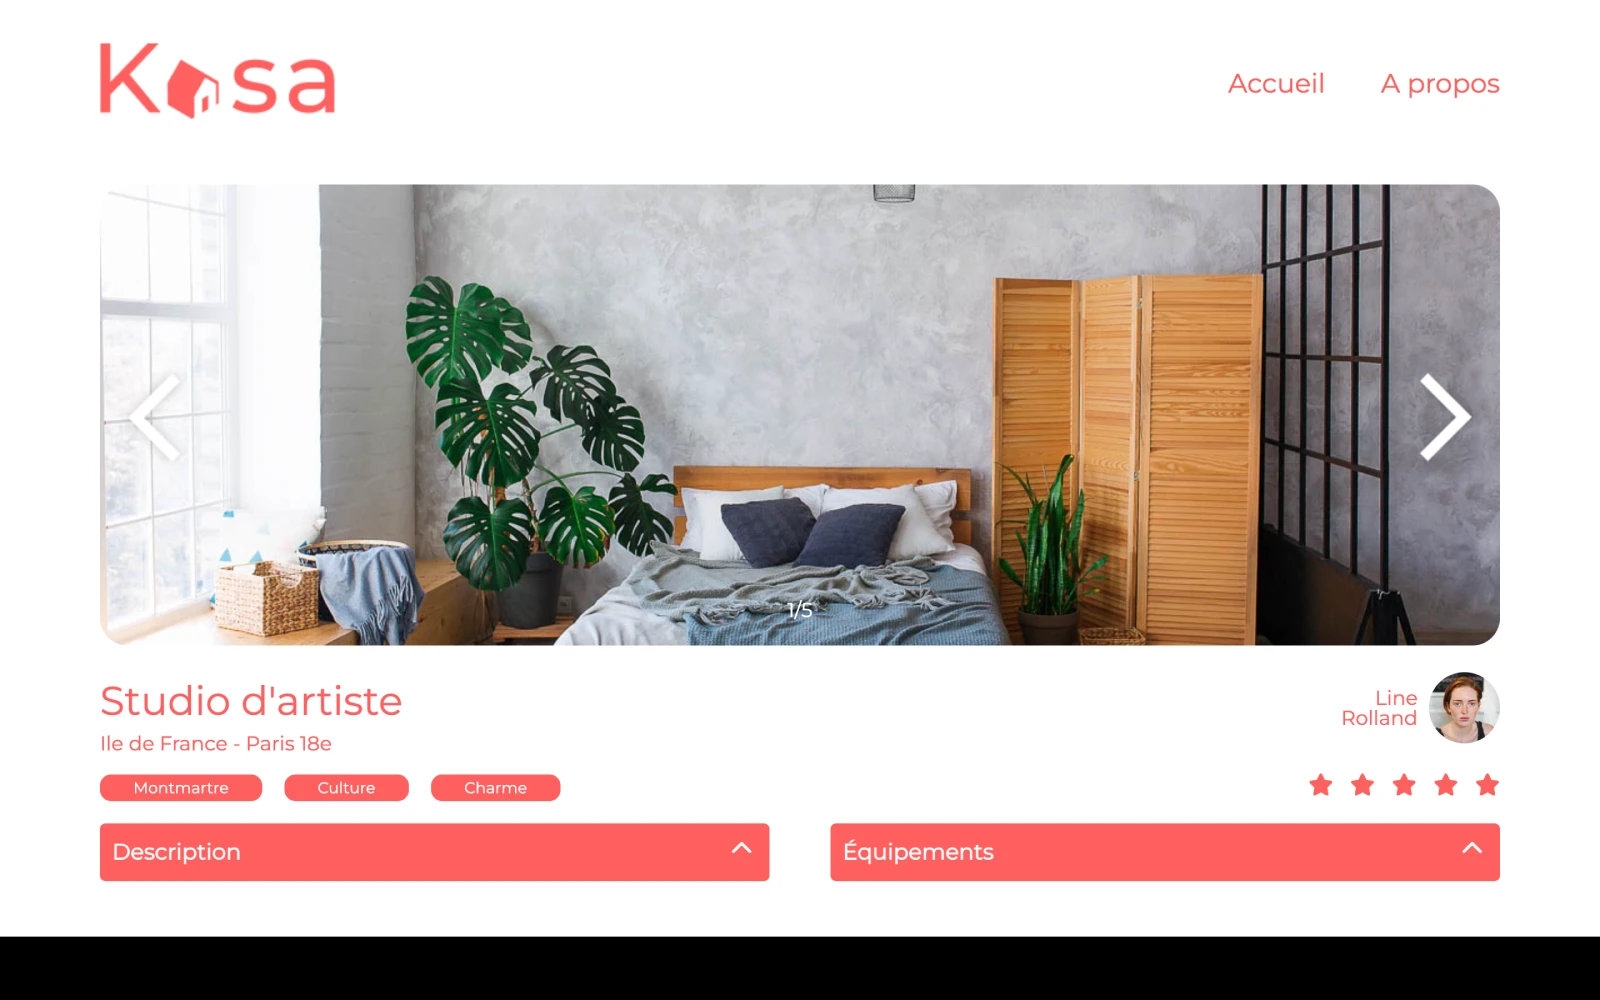 Kasa
Accueil
A propos
1/5
Studio d'artiste
Ile de France - Paris 18e
Montmartre
Culture
Charme
Line
Rolland
Description
Équipements